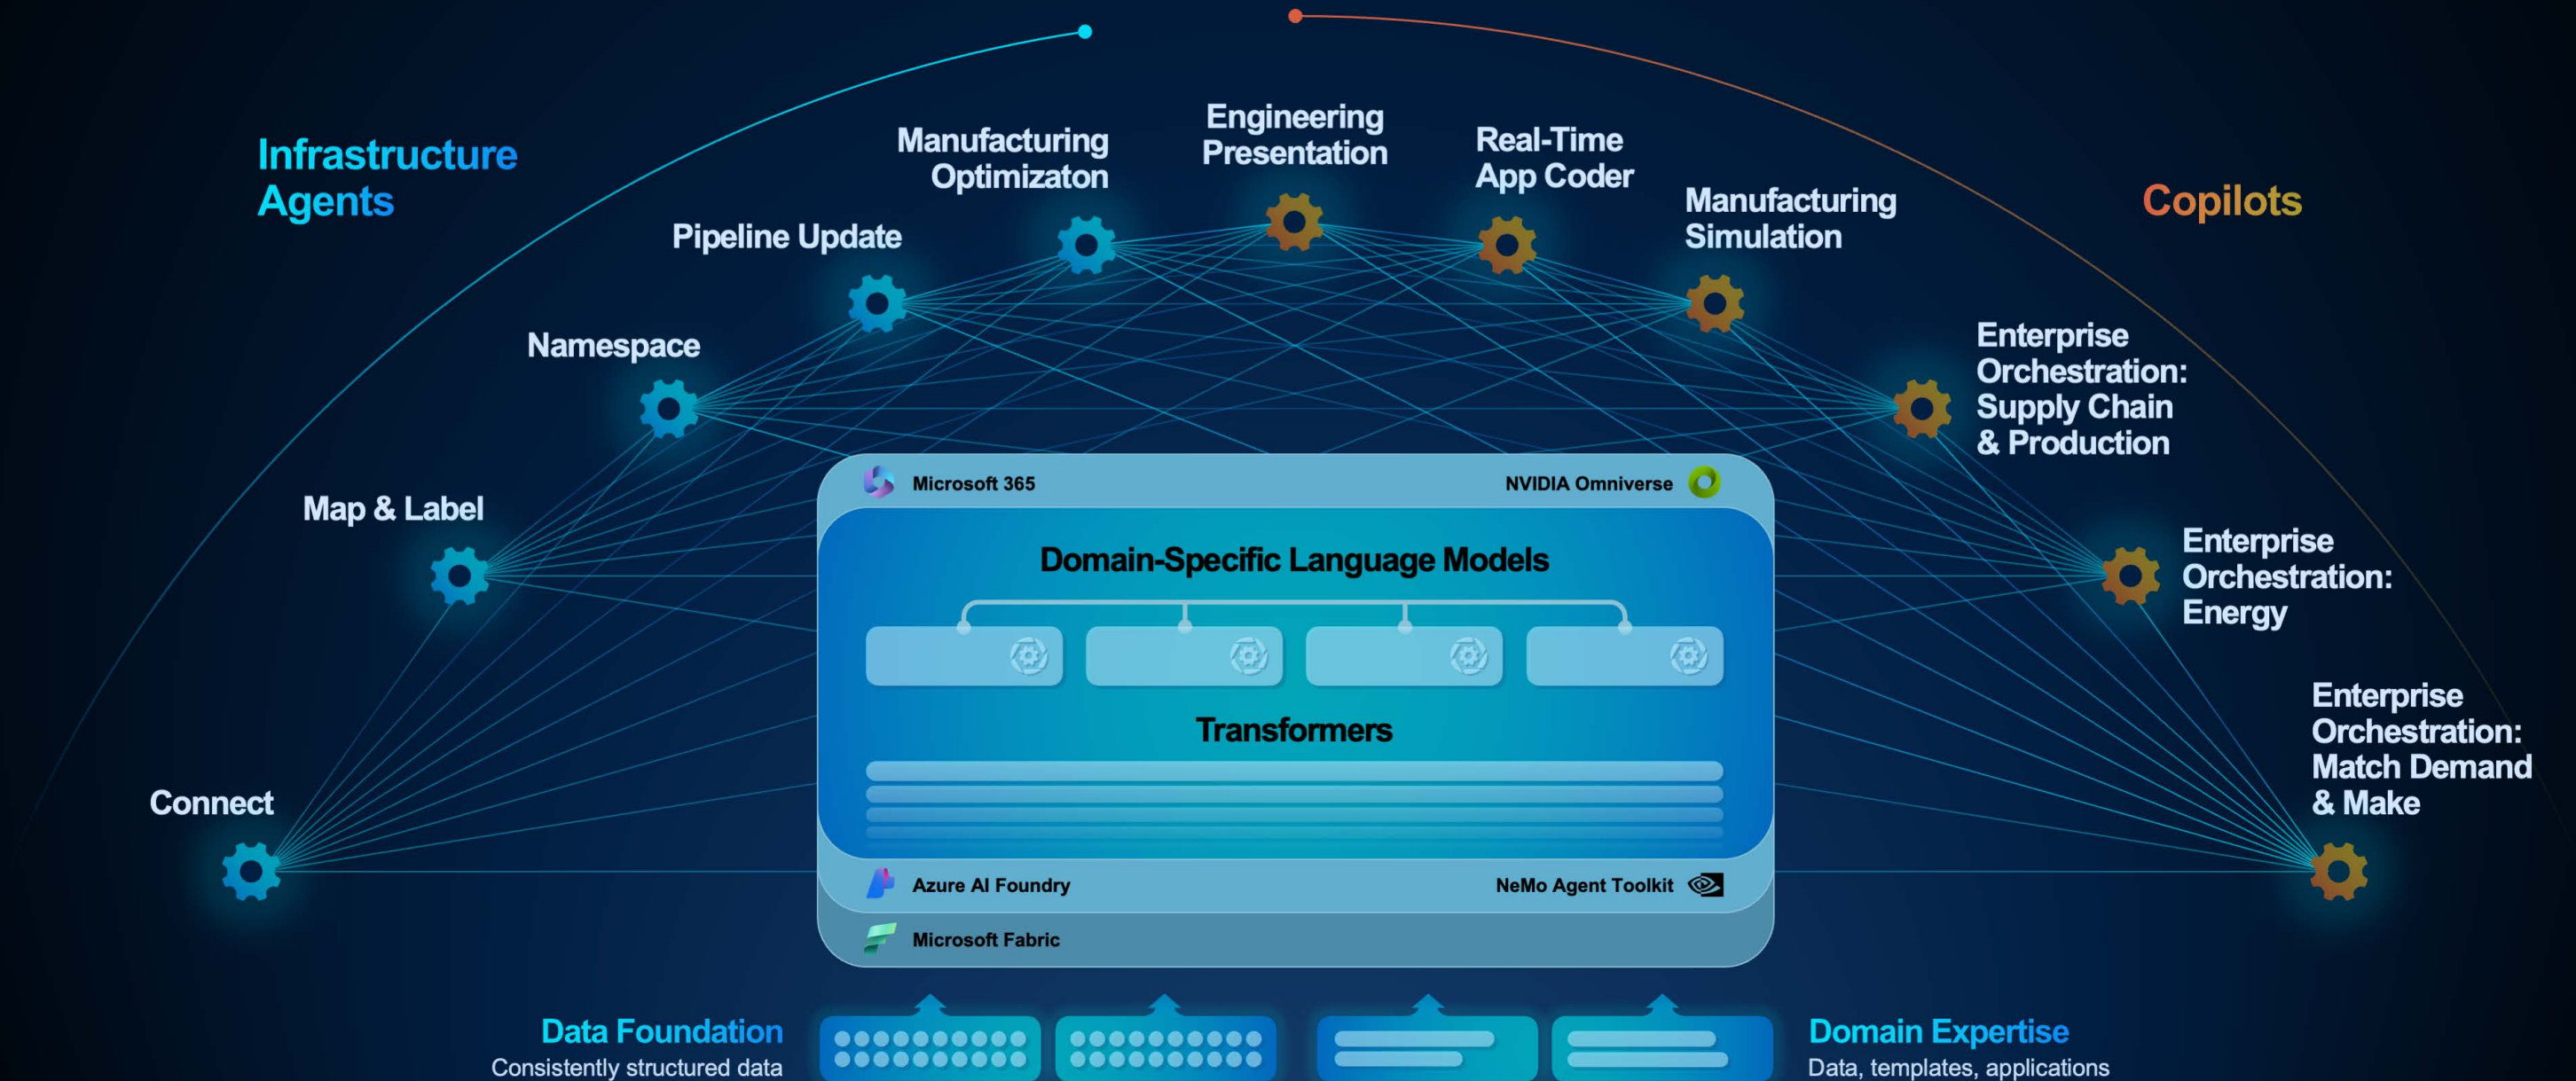 Infrastructure
Agents
Copilots
Connect
Map & Label
Namespace
Pipeline Update
Manufacturing
Optimizaton
Engineering
Presentation
Real-Time
App Coder
Manufacturing
Simulation
Enterprise
Orchestration:
Supply Chain
& Production
Enterprise
Orchestration:
Energy
Enterprise
Orchestration:
Match Demand
& Make
Microsoft 365
NVIDIA Omniverse
Domain-Specific Language Models
Transformers
Azure AI Foundry
NeMo Agent Toolkit
Microsoft Fabric
Data Foundation
Consistently structured data
Domain Expertise
Data, templates, applications